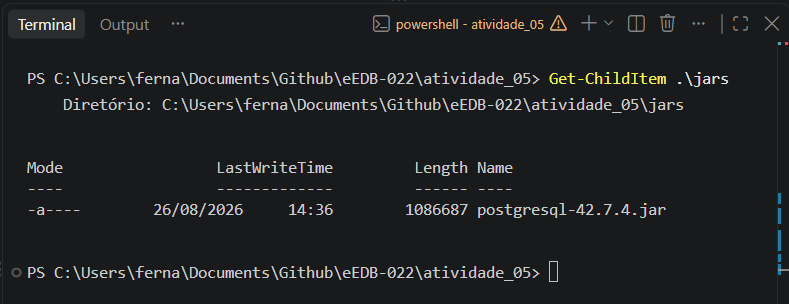 Terminal Output ··· powershell - atividade_05
PS C:\Users\ferna\Documents\Github\eEDB-022\atividade_05> Get-ChildItem .\jars
Diretório: C:\Users\ferna\Documents\Github\eEDB-022\atividade_05\jars
Mode LastWriteTime Length Name
---- ------------- ------ ----
-a---- 26/08/2026 14:36 1086687 postgresql-42.7.4.jar
PS C:\Users\ferna\Documents\Github\eEDB-022\atividade_05>